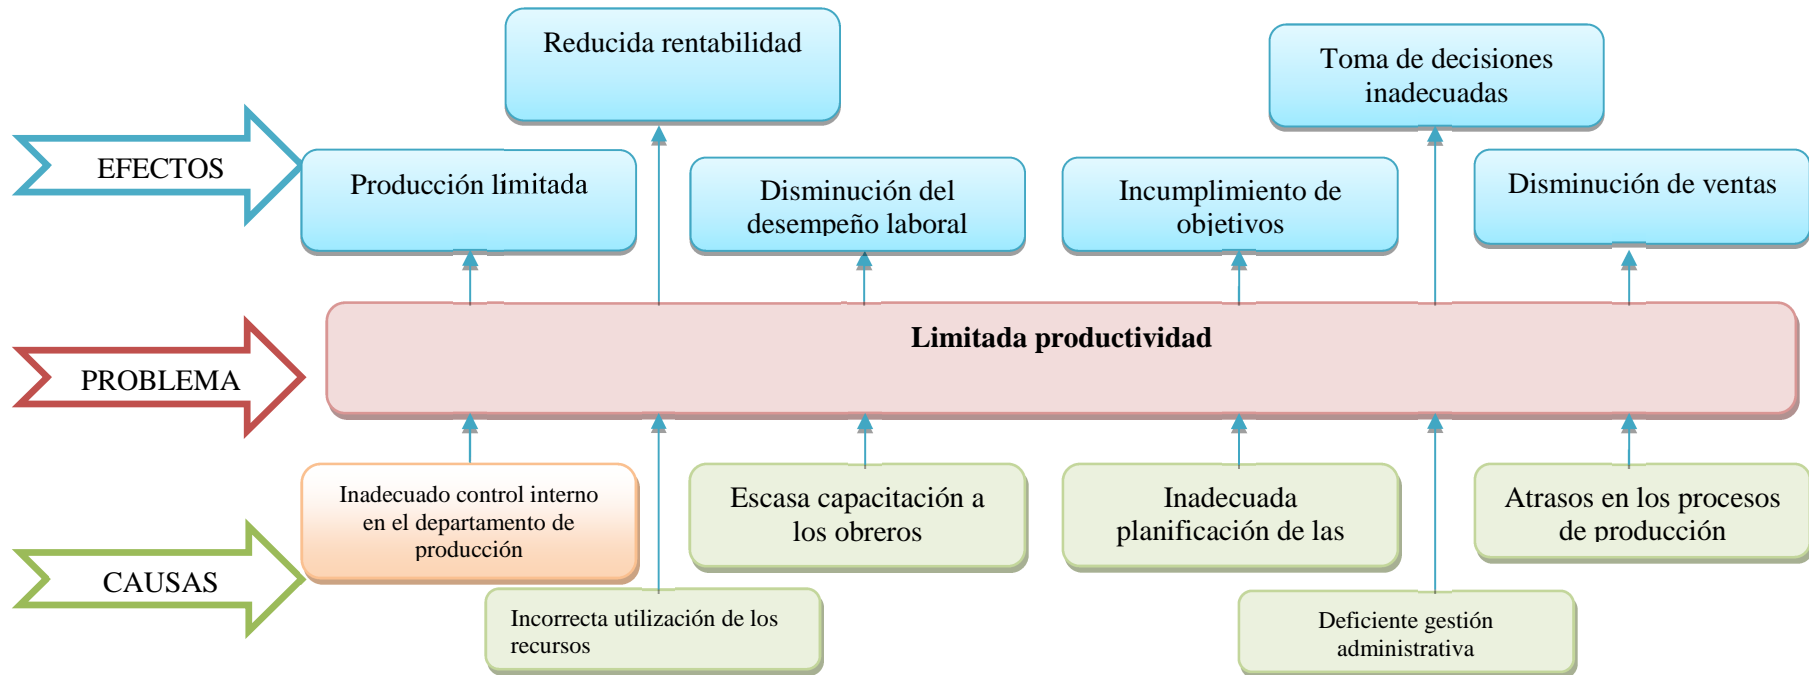 Reducida rentabilidad
Toma de decisiones
inadecuadas
EFECTOS
Producción limitada
Disminución del
desempeño laboral
Incumplimiento de
objetivos
Disminución de ventas
PROBLEMA
Limitada productividad
CAUSAS
Inadecuado control interno
en el departamento de
producción
Escasa capacitación a
los obreros
Inadecuada
planificación de las
Atrasos en los procesos
de producción
Incorrecta utilización de los
recursos
Deficiente gestión
administrativa